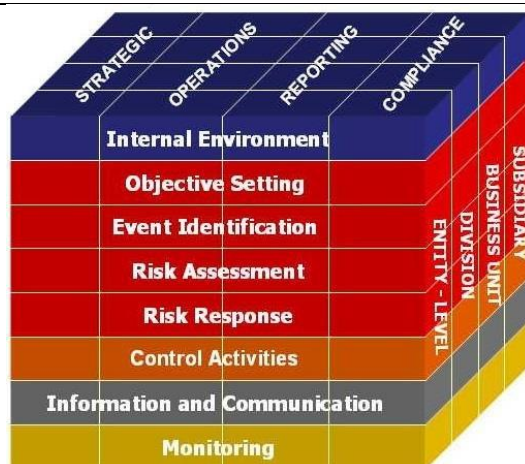 STRATEGIC
OPERATIONS
REPORTING
COMPLIANCE
Internal Environment
Objective Setting
Event Identification
Risk Assessment
Risk Response
Control Activities
Information and Communication
Monitoring
ENTITY - LEVEL
DIVISION
BUSINESS UNIT
SUBSIDIARY